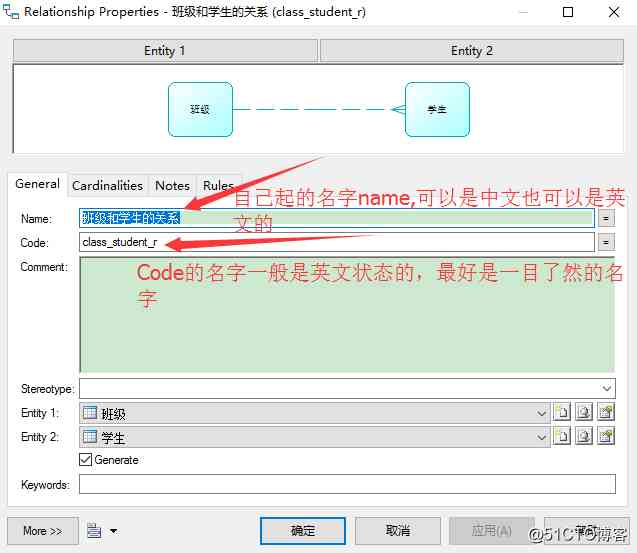 Relationship Properties - 班级和学生的关系 (class_student_r)
Entity 1
Entity 2
班级
学生
General
Cardinalities
Notes
Rules
自己起的名字name,可以是中文也可以是英
文的
Name:
班级和学生的关系
=
Code:
class_student_r
=
Comment:
Code的名字一般是英文状态的，最好是一目了然的名
字
Stereotype:
Entity 1:
班级
Entity 2:
学生
Generate
Keywords:
More >>
确定
取消
应用(A)
@51CTO博客